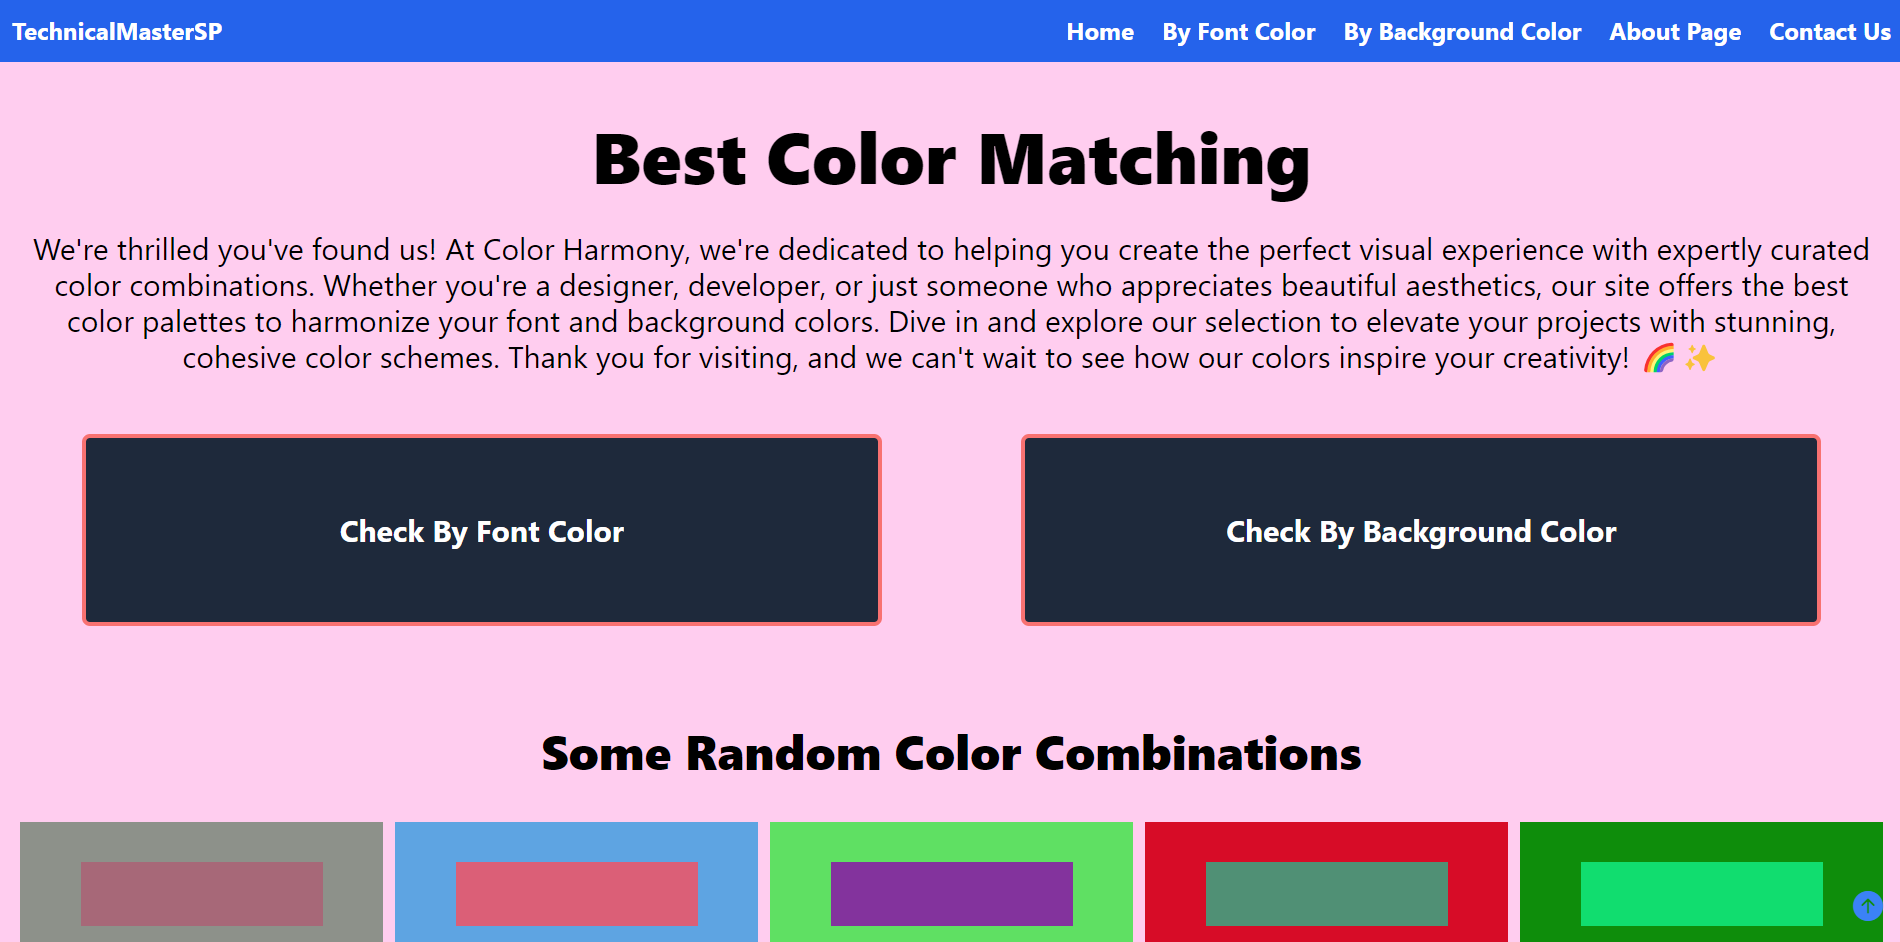 TechnicalMasterSP
Home By Font Color By Background Color About Page Contact Us
Best Color Matching
We're thrilled you've found us! At Color Harmony, we're dedicated to helping you create the perfect visual experience with expertly curated
color combinations. Whether you're a designer, developer, or just someone who appreciates beautiful aesthetics, our site offers the best
color palettes to harmonize your font and background colors. Dive in and explore our selection to elevate your projects with stunning,
cohesive color schemes. Thank you for visiting, and we can't wait to see how our colors inspire your creativity! 🌈 ✨
Check By Font Color
Check By Background Color
Some Random Color Combinations